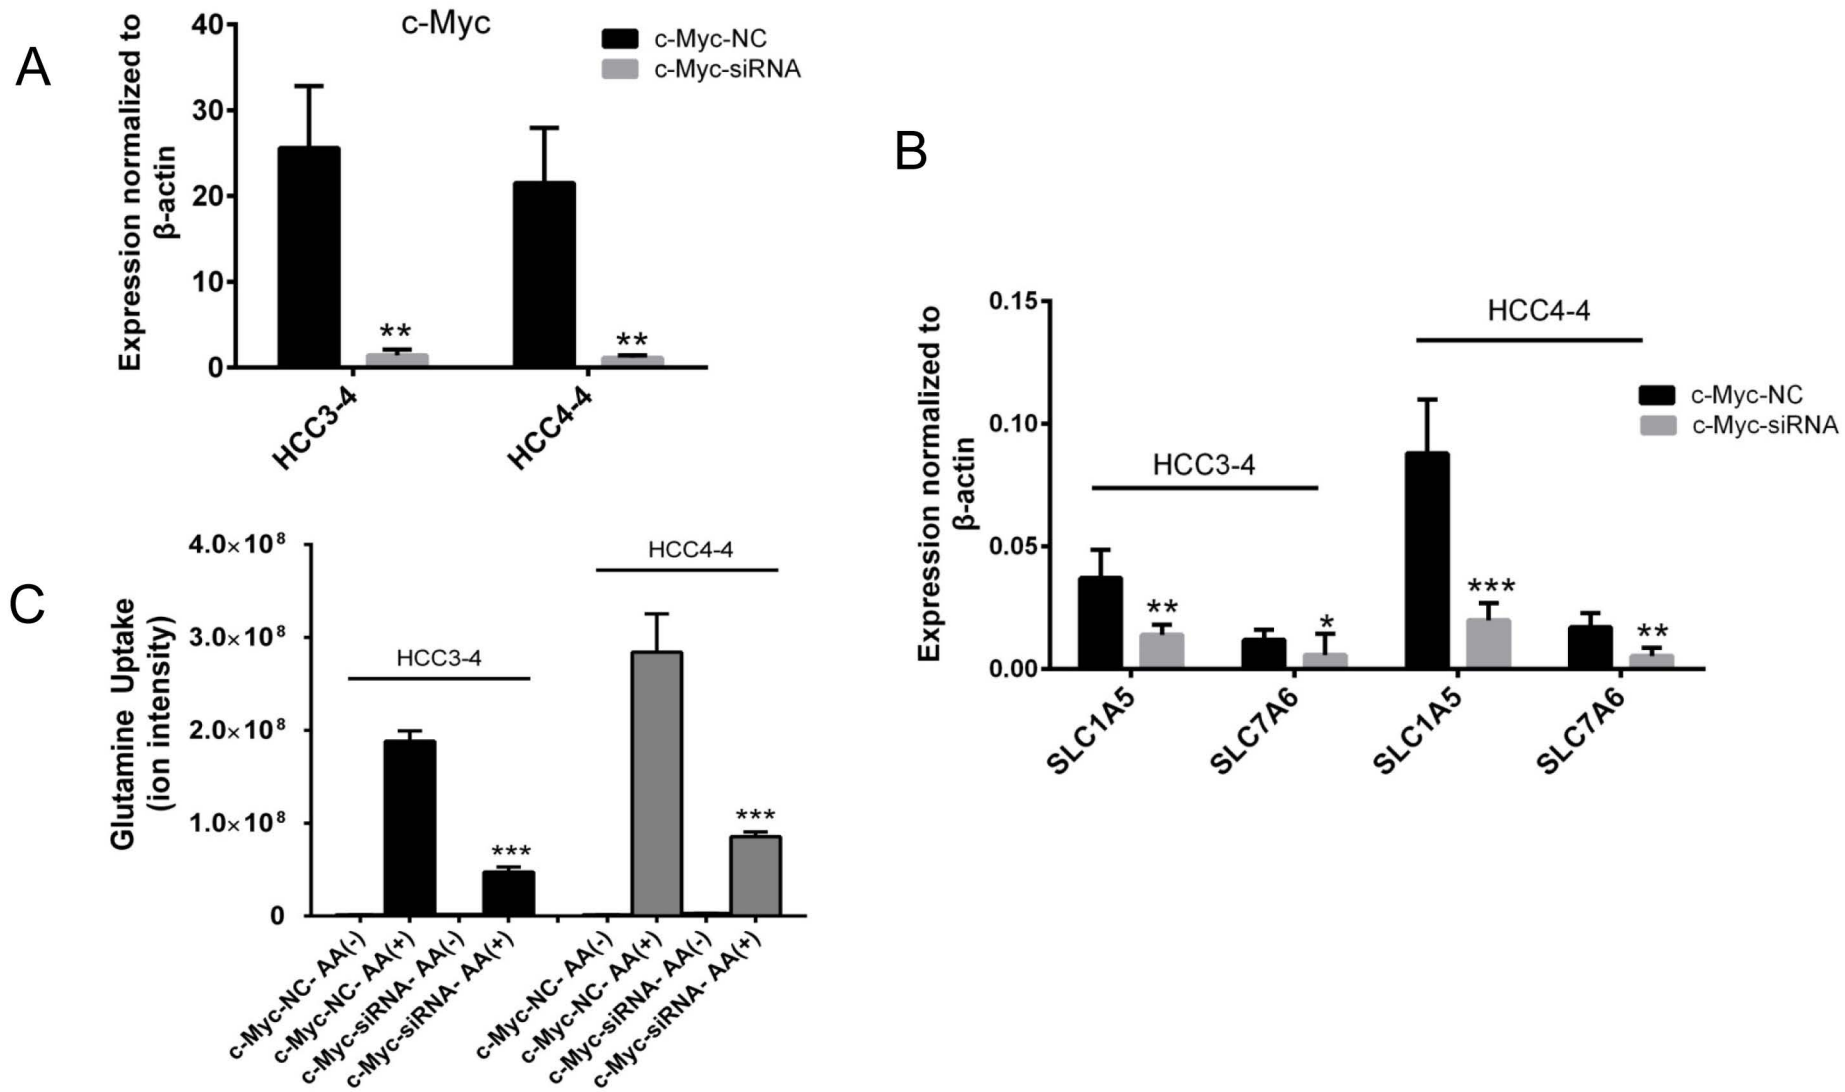 A
c-Myc
c-Myc-NC
c-Myc-siRNA
Expression normalized to
β-actin
40
30
20
10
0
**
**
HCC3-4
HCC4-4
B
Expression normalized to
β-actin
0.15
0.10
0.05
0.00
HCC3-4
HCC4-4
c-Myc-NC
c-Myc-siRNA
**
*
***
**
SLC1A5
SLC7A6
SLC1A5
SLC7A6
C
Glutamine Uptake
(ion intensity)
4.0×10⁸
3.0×10⁸
2.0×10⁸
1.0×10⁸
0
HCC3-4
HCC4-4
***
***
c-Myc-NC- AA(-)
c-Myc-NC- AA(+)
c-Myc-siRNA- AA(-)
c-Myc-siRNA- AA(+)
c-Myc-NC- AA(-)
c-Myc-NC- AA(+)
c-Myc-siRNA- AA(-)
c-Myc-siRNA- AA(+)